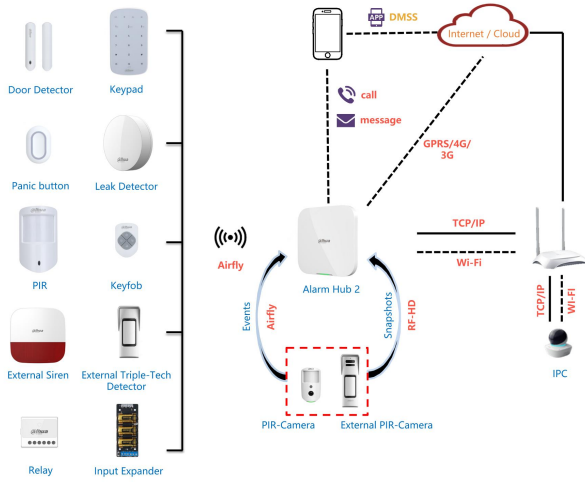 Door Detector
Keypad
Panic button
Leak Detector
PIR
Keyfob
External Siren
External Triple-Tech
Detector
Relay
Input Expander
APP
DMSS
Internet / Cloud
call
message
GPRS/4G/
3G
Airfly
alhua
Alarm Hub 2
TCP/IP
Wi-Fi
Events
Airfly
Snapshots
RF-HD
TCP/IP
WI-FI
IPC
PIR-Camera
External PIR-Camera